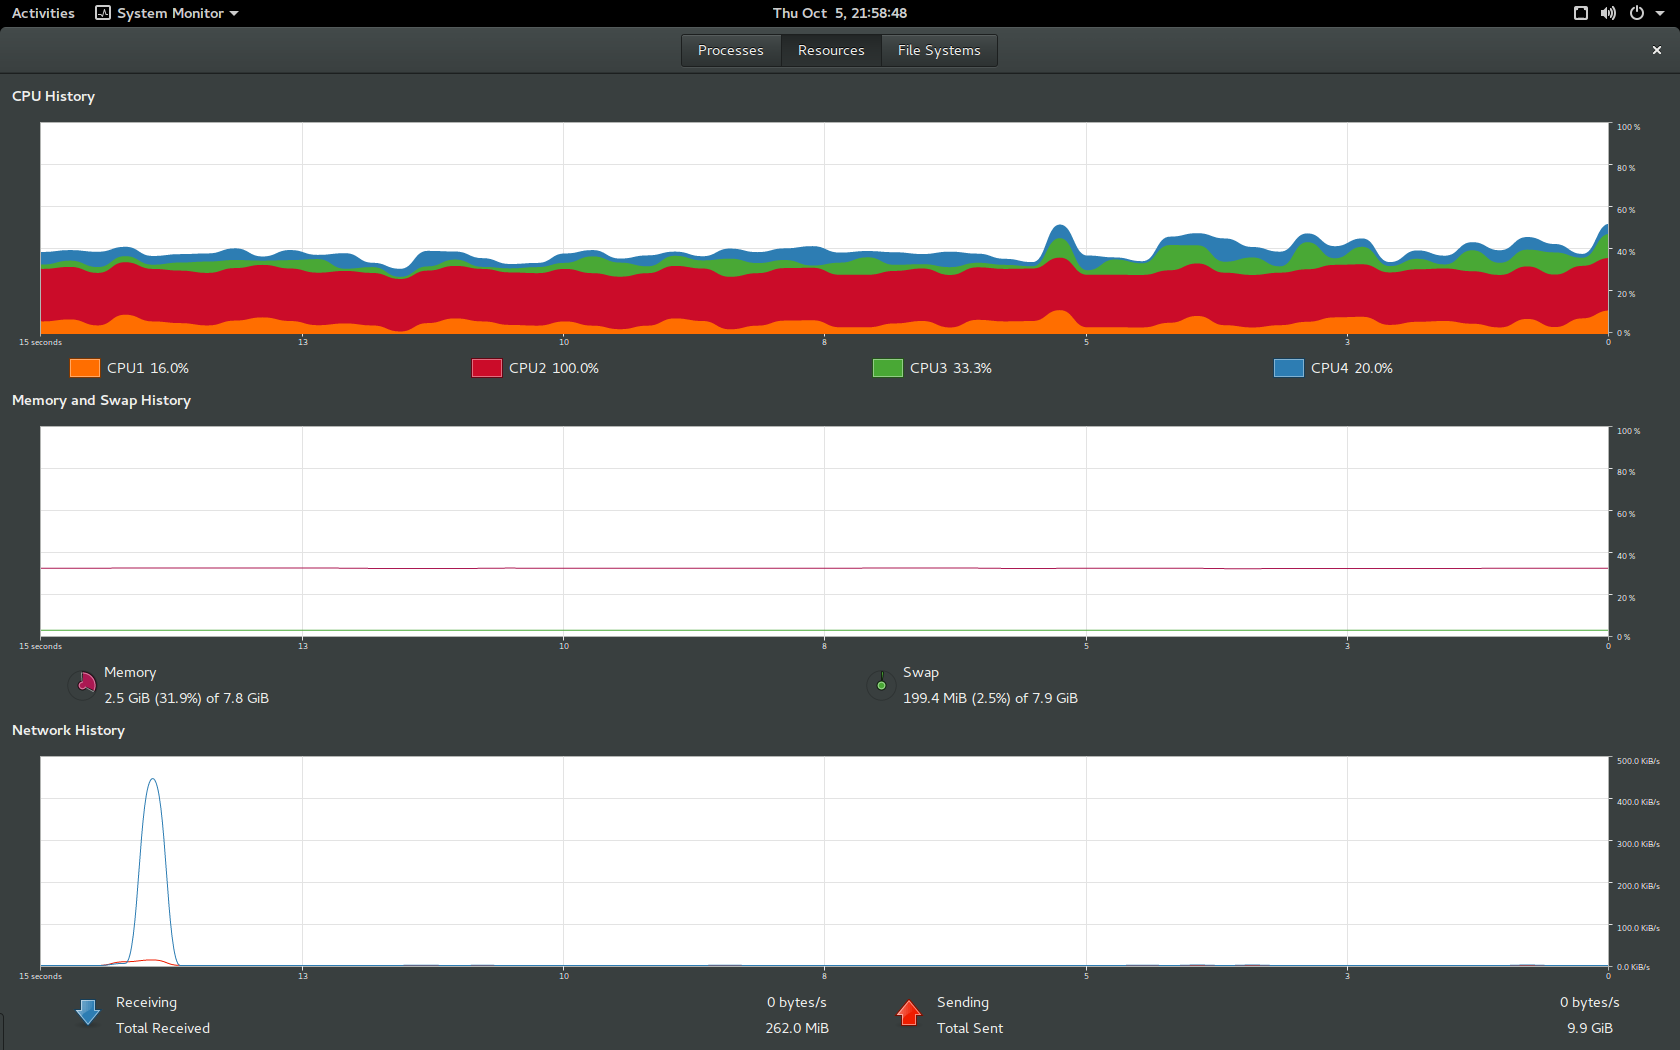 Activities System Monitor Thu Oct 5, 21:58:48
Processes Resources File Systems
CPU History
100 %
80 %
60 %
40 %
20 %
0 %
15 seconds 13 10 8 5 3 0
CPU1 16.0% CPU2 100.0% CPU3 33.3% CPU4 20.0%
Memory and Swap History
100 %
80 %
60 %
40 %
20 %
0 %
15 seconds 13 10 8 5 3 0
Memory Swap
2.5 GiB (31.9%) of 7.8 GiB 199.4 MiB (2.5%) of 7.9 GiB
Network History
500.0 KiB/s
400.0 KiB/s
300.0 KiB/s
200.0 KiB/s
100.0 KiB/s
0.0 KiB/s
15 seconds 13 10 8 5 3 0
Receiving 0 bytes/s Sending 0 bytes/s
Total Received 262.0 MiB Total Sent 9.9 GiB